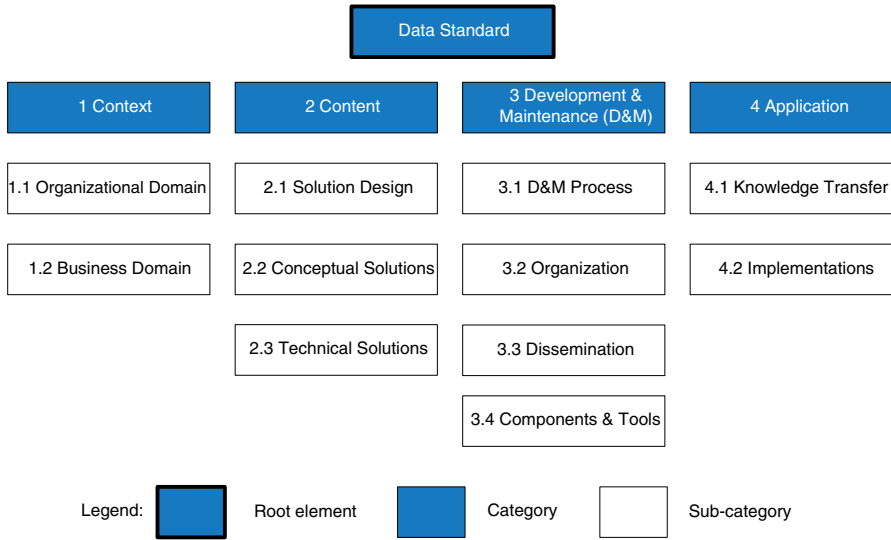 Data Standard
1 Context
2 Content
3 Development &
Maintenance (D&M)
4 Application
1.1 Organizational Domain
2.1 Solution Design
3.1 D&M Process
4.1 Knowledge Transfer
1.2 Business Domain
2.2 Conceptual Solutions
3.2 Organization
4.2 Implementations
2.3 Technical Solutions
3.3 Dissemination
3.4 Components & Tools
Legend:
Root element
Category
Sub-category